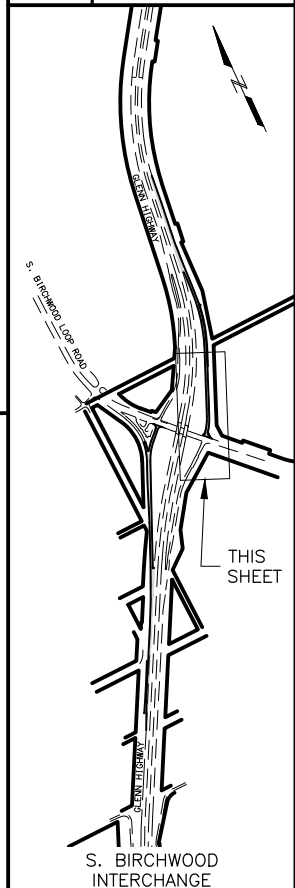 N
GLENN HIGHWAY
S. BIRCHWOOD LOOP ROAD
THIS
SHEET
GLENN HIGHWAY
S. BIRCHWOOD
INTERCHANGE